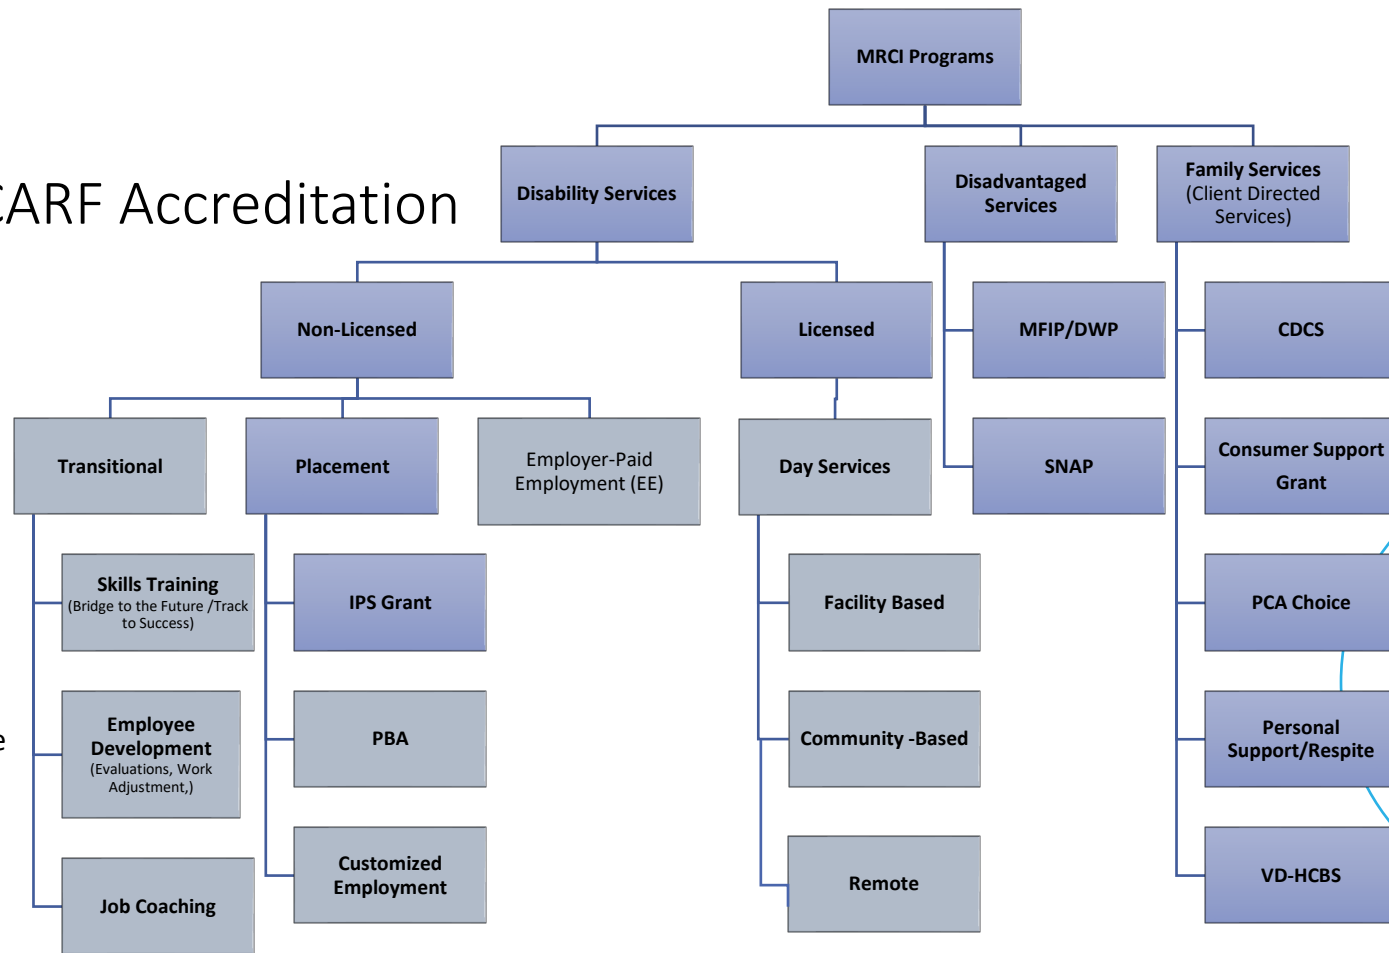 MRCI Programs
CARF Accreditation
Disability Services
Disadvantaged
Services
Family Services
(Client Directed
Services)
Non-Licensed
Licensed
MFIP/DWP
CDCS
Transitional
Placement
Employer-Paid
Employment (EE)
Day Services
SNAP
Consumer Support
Grant
Skills Training
(Bridge to the Future /Track
to Success)
IPS Grant
Facility Based
PCA Choice
e
Employee
Development
(Evaluations, Work
Adjustment,)
PBA
Community -Based
Personal
Support/Respite
Job Coaching
Customized
Employment
Remote
VD-HCBS